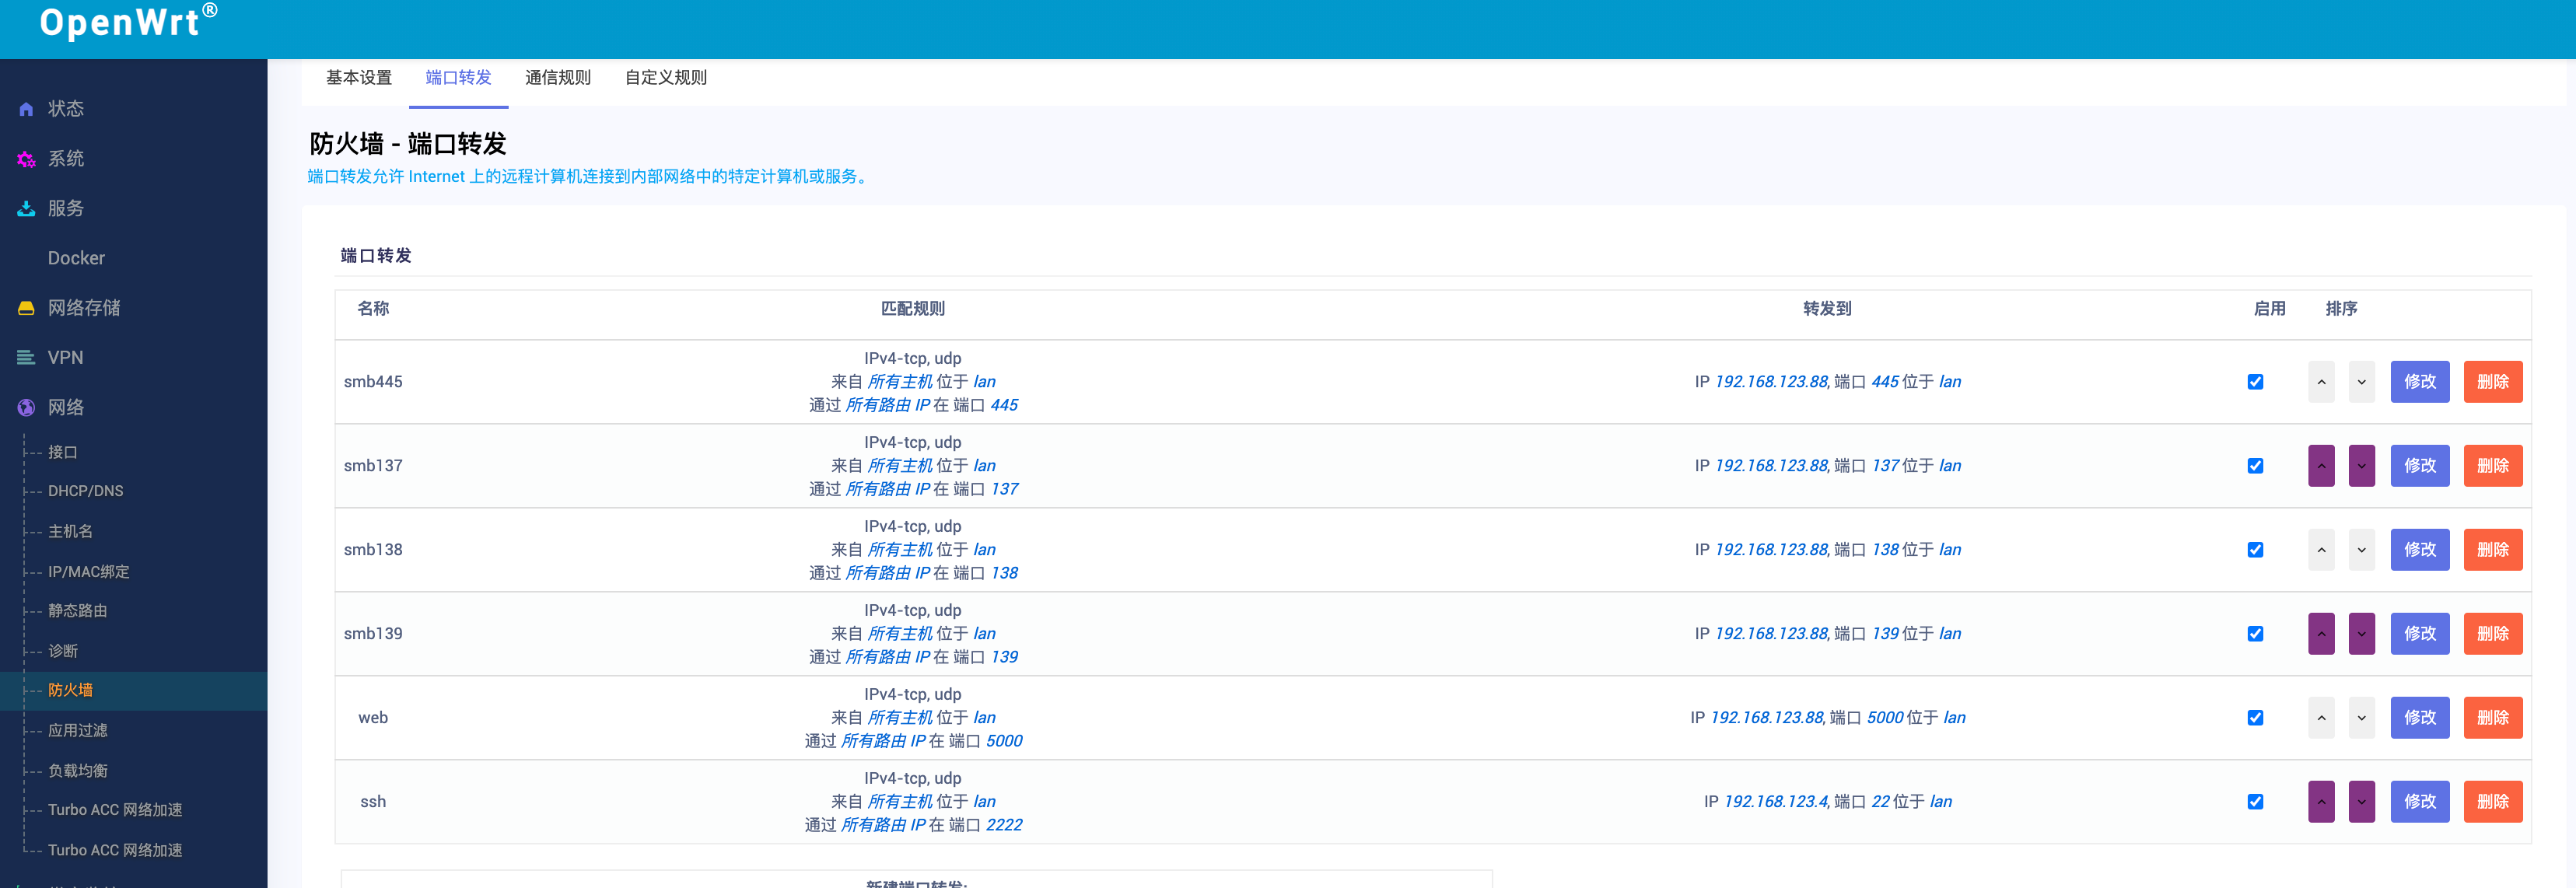 OpenWrt®
基本设置 端口转发 通信规则 自定义规则
状态
系统
服务
Docker
网络存储
VPN
网络
接口
DHCP/DNS
主机名
IP/MAC绑定
静态路由
诊断
防火墙
应用过滤
负载均衡
Turbo ACC 网络加速
Turbo ACC 网络加速
防火墙 - 端口转发
端口转发允许 Internet 上的远程计算机连接到内部网络中的特定计算机或服务。
端口转发
名称 匹配规则 转发到 启用 排序
IPv4-tcp, udp
smb445 来自 所有主机 位于 lan IP 192.168.123.88, 端口 445 位于 lan 修改 删除
通过 所有路由 IP 在 端口 445
IPv4-tcp, udp
smb137 来自 所有主机 位于 lan IP 192.168.123.88, 端口 137 位于 lan 修改 删除
通过 所有路由 IP 在 端口 137
IPv4-tcp, udp
smb138 来自 所有主机 位于 lan IP 192.168.123.88, 端口 138 位于 lan 修改 删除
通过 所有路由 IP 在 端口 138
IPv4-tcp, udp
smb139 来自 所有主机 位于 lan IP 192.168.123.88, 端口 139 位于 lan 修改 删除
通过 所有路由 IP 在 端口 139
IPv4-tcp, udp
web 来自 所有主机 位于 lan IP 192.168.123.88, 端口 5000 位于 lan 修改 删除
通过 所有路由 IP 在 端口 5000
IPv4-tcp, udp
ssh 来自 所有主机 位于 lan IP 192.168.123.4, 端口 22 位于 lan 修改 删除
通过 所有路由 IP 在 端口 2222
新建端口转发: